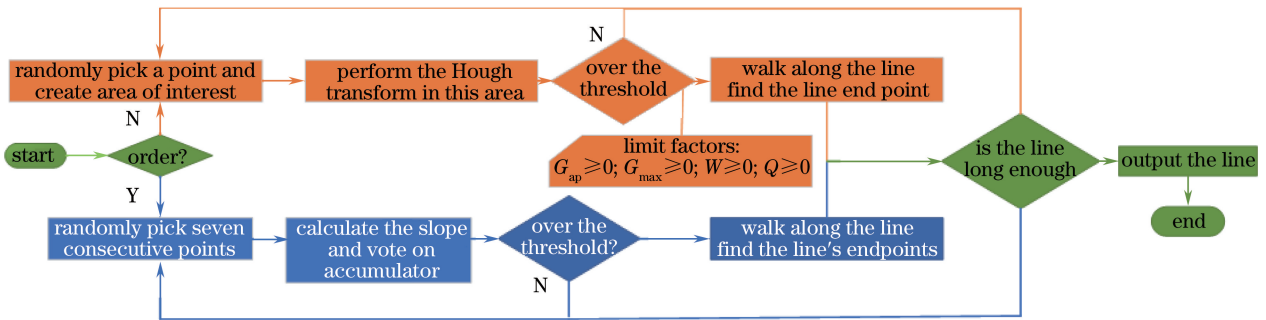 N
randomly pick a point and
create area of interest
perform the Hough
transform in this area
over the
threshold
walk along the line
find the line end point
N
limit factors:
G_ap≥0; G_max≥0; W≥0; Q≥0
start
order?
is the line
long enough
output the line
Y
end
randomly pick seven
consecutive points
calculate the slope
and vote on
accumulator
over the
threshold?
walk along the line
find the line's endpoints
N